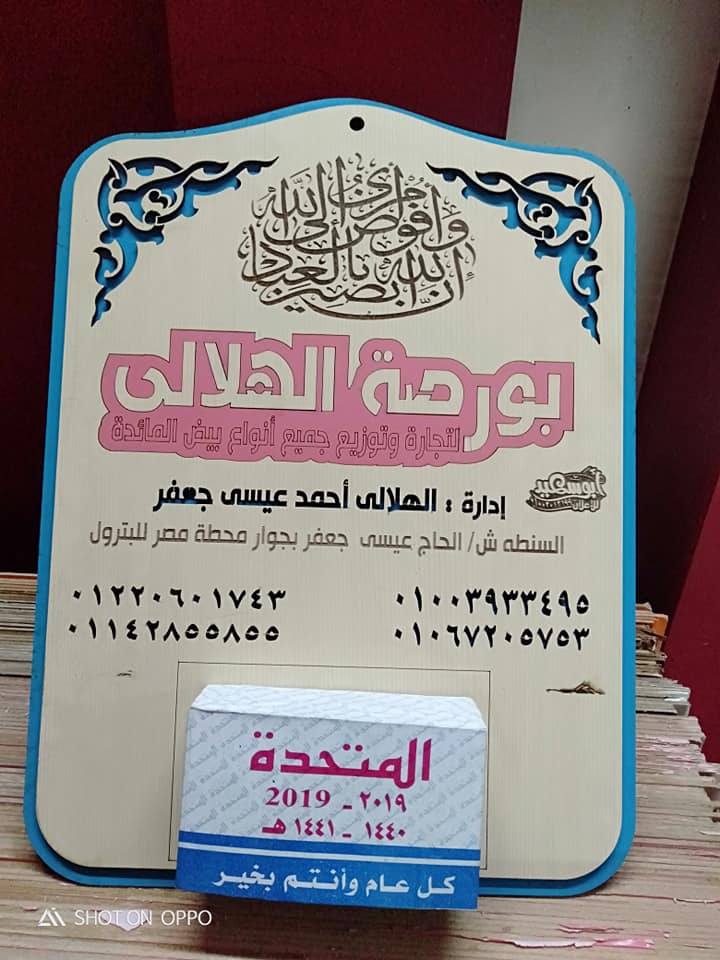 وأفوض أمري إلى الله
إن الله بصير بالعباد
بورصة الهلالى
لتجارة وتوزيع جميع أنواع بيض المائدة
أبوسعيد
للإعلان
إدارة : الهلالى أحمد عيسى جعفر
السنطه ش/ الحاج عيسى جعفر بجوار محطة مصر للبترول
٠١٠٠٣٩٣٣٤٩٥
٠١٢٢٠٦٠١٧٤٣
٠١٠٦٧٢٠٥٧٥٣
٠١١٤٢٨٥٥٨٥٥
المتحدة
٢٠١٩ - 2019
١٤٤٠ - ١٤٤١ هـ
كل عام وأنتم بخير
SHOT ON OPPO